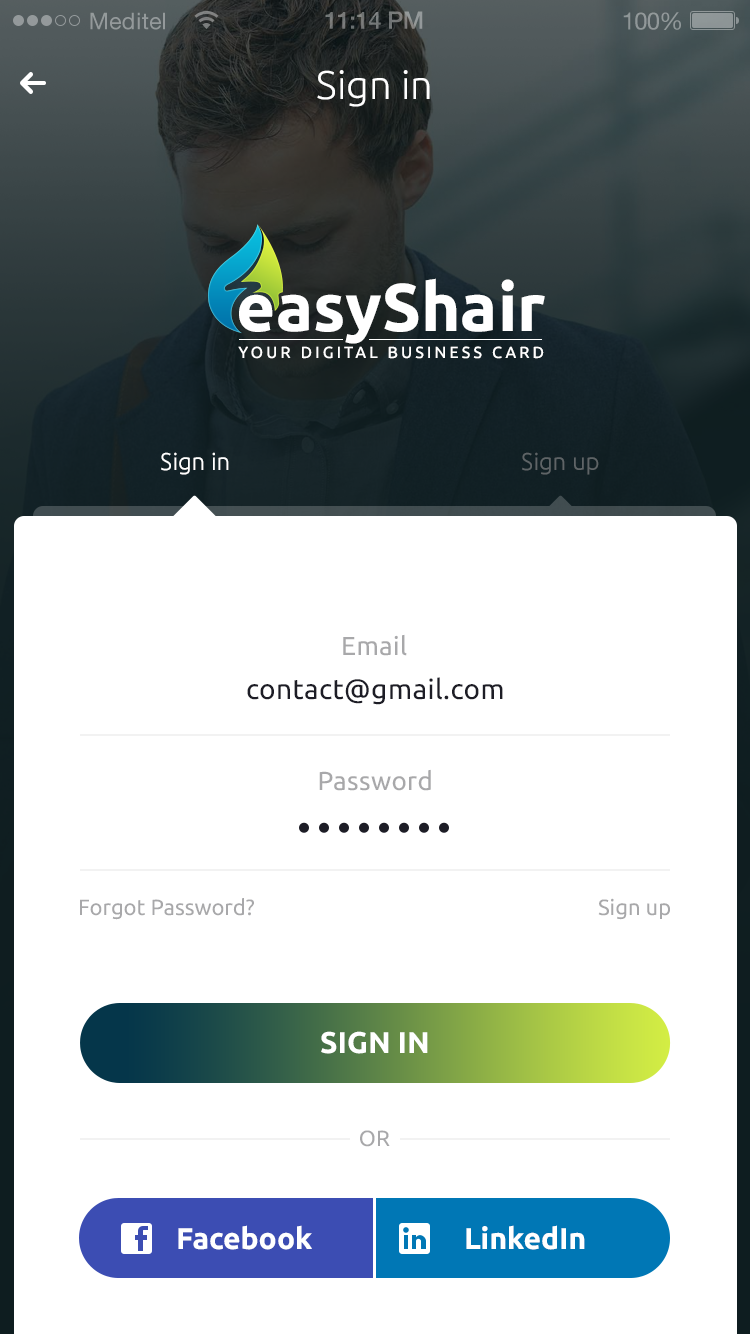 Meditel 11:14 PM 100%
Sign in
easyShair
YOUR DIGITAL BUSINESS CARD
Sign in Sign up
Email
contact@gmail.com
Password
Forgot Password? Sign up
SIGN IN
OR
Facebook LinkedIn